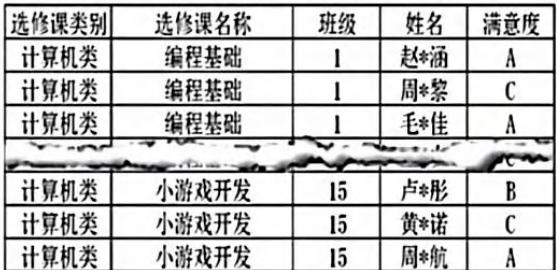 选修课类别 选修课名称 班级 姓名 满意度
计算机类 编程基础 1 赵*涵 A
计算机类 编程基础 1 周*黎 C
计算机类 编程基础 1 毛*佳 A
计算机类 小游戏开发 15 卢*彤 B
计算机类 小游戏开发 15 黄*诺 C
计算机类 小游戏开发 15 周*航 A